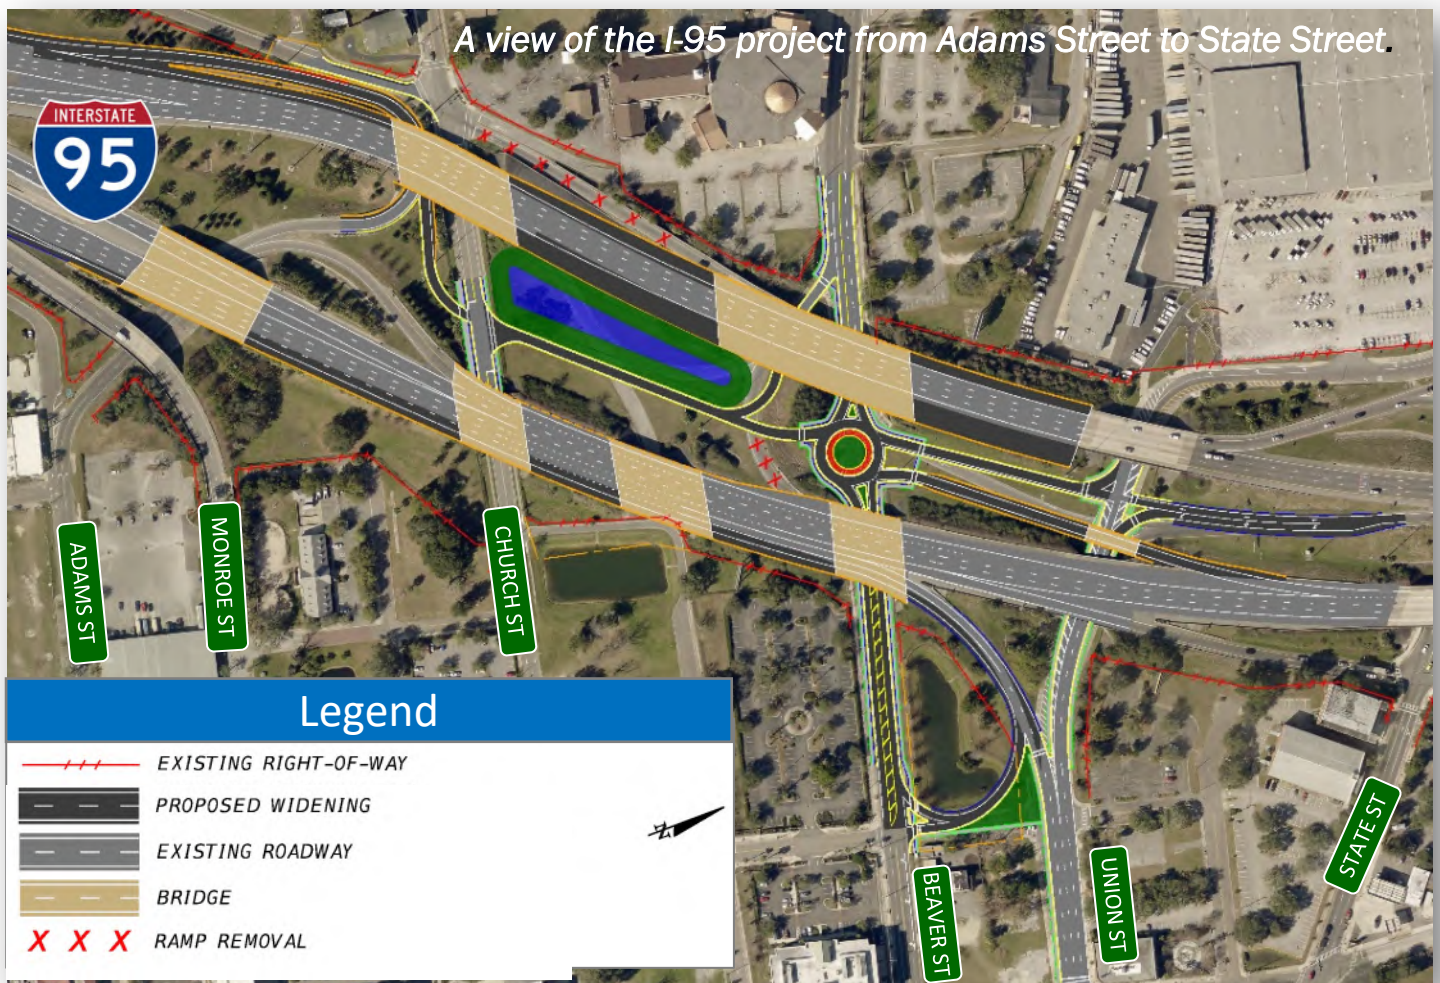 A view of the I-95 project from Adams Street to State Street.
INTERSTATE
95
ADAMS ST
MONROE ST
CHURCH ST
BEAVER ST
UNION ST
STATE ST
Legend
EXISTING RIGHT-OF-WAY
PROPOSED WIDENING
EXISTING ROADWAY
BRIDGE
X X X RAMP REMOVAL
N